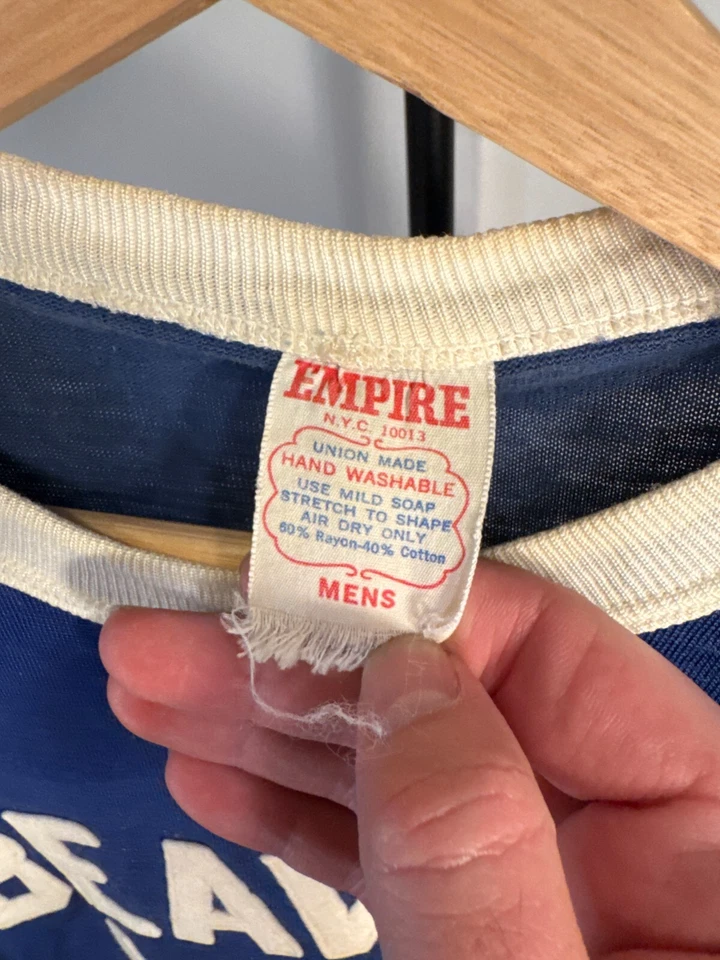 EMPIRE
N.Y.C. 10013
UNION MADE
HAND WASHABLE
USE MILD SOAP
STRETCH TO SHAPE
AIR DRY ONLY
60% Rayon-40% Cotton
MENS